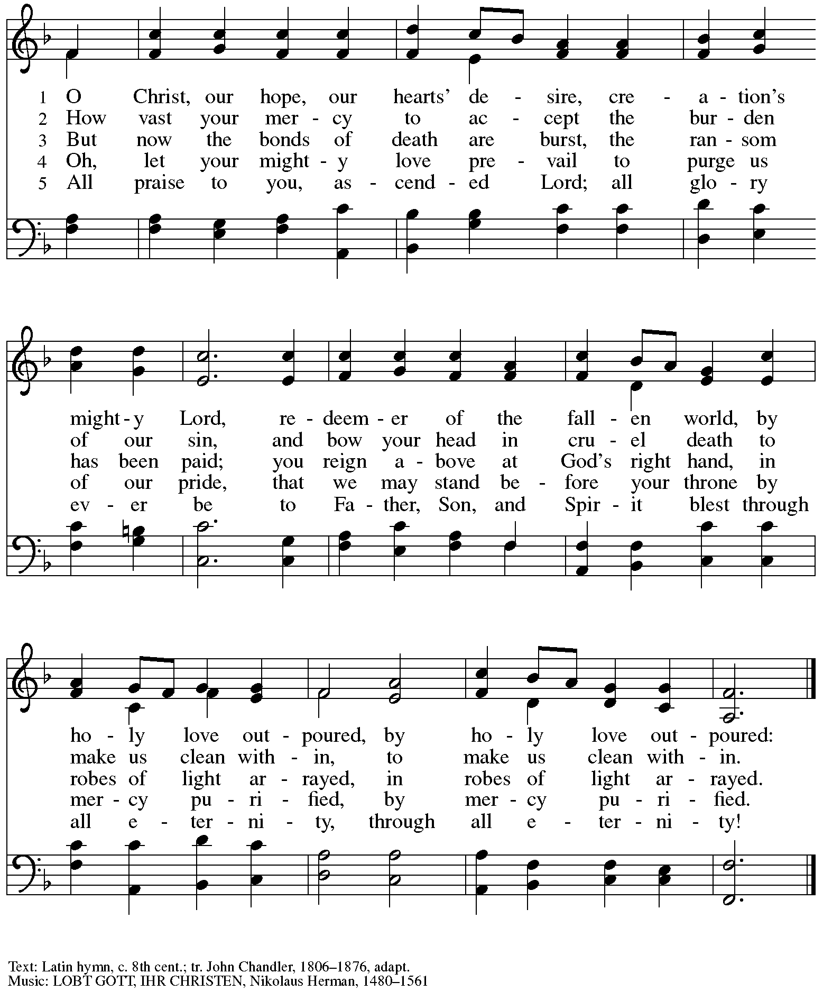 1 O Christ, our hope, our hearts' de - sire, cre - a - tion's
2 How vast your mer - cy to ac - cept the bur - den
3 But now the bonds of death are burst, the ran - som
4 Oh, let your might - y love pre - vail to purge us
5 All praise to you, as - cend - ed Lord; all glo - ry
might - y Lord, re - deem - er of the fall - en world, by
of our sin, and bow your head in cru - el death to
has been paid; you reign a - bove at God's right hand, in
of our pride, that we may stand be - fore your throne by
ev - er be to Fa - ther, Son, and Spir - it blest through
ho - ly love out - poured, by ho - ly love out - poured:
make us clean with - in, to make us clean with - in.
robes of light ar - rayed, in robes of light ar - rayed.
mer - cy pu - ri - fied, by mer - cy pu - ri - fied.
all e - ter - ni - ty, through all e - ter - ni - ty!
Text: Latin hymn, c. 8th cent.; tr. John Chandler, 1806–1876, adapt.
Music: LOBT GOTT, IHR CHRISTEN, Nikolaus Herman, 1480–1561